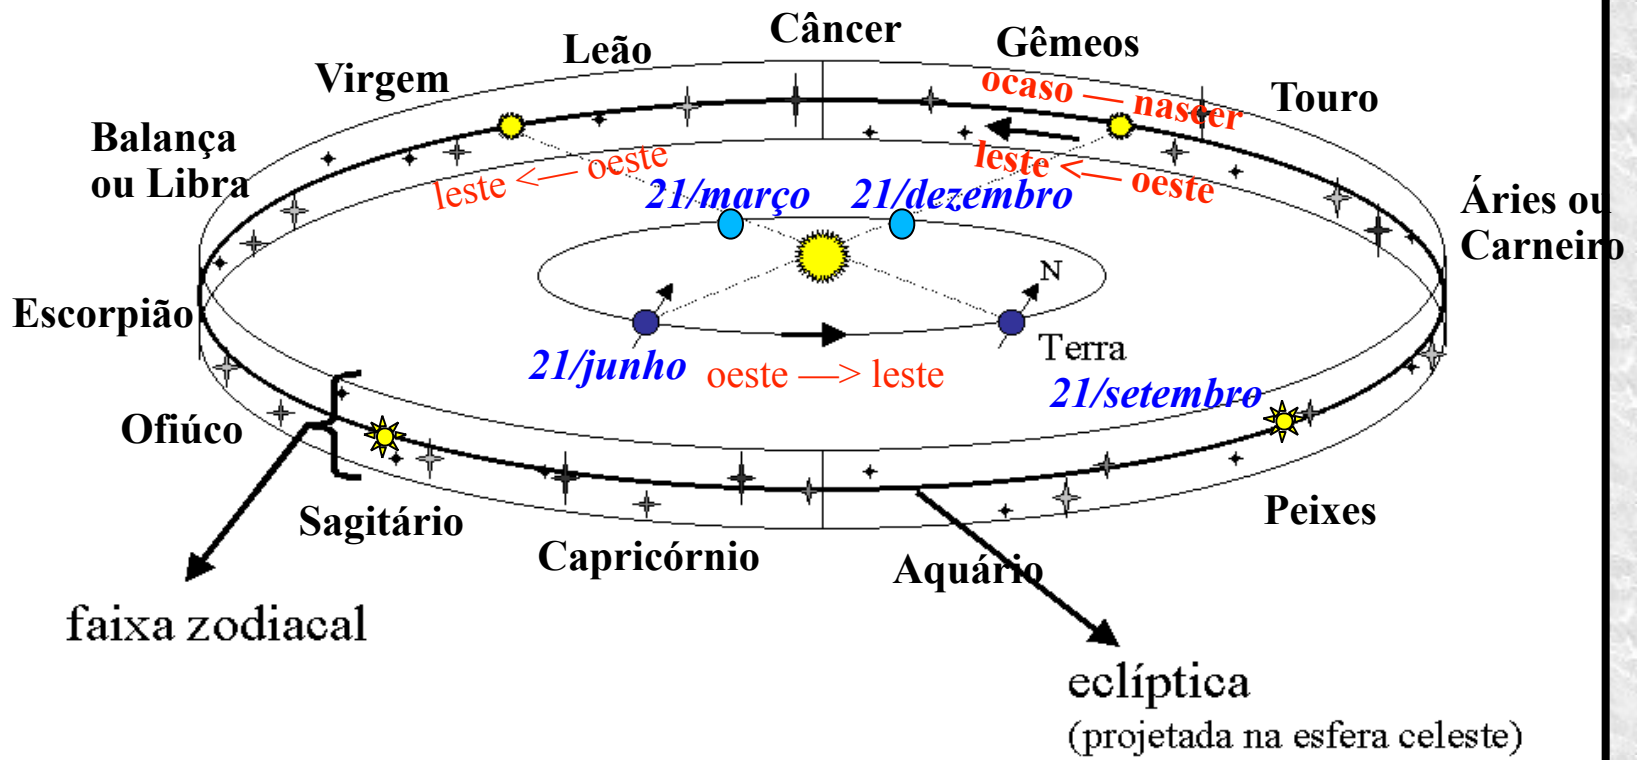 Câncer
Leão
Gêmeos
Virgem
ocaso — nascer
Touro
Balança
ou Libra
leste <— oeste
leste <— oeste
21/março
21/dezembro
Áries ou
Carneiro
N
Escorpião
Terra
21/junho
oeste —> leste
21/setembro
Ofiúco
Sagitário
Peixes
Capricórnio
Aquário
faixa zodiacal
eclíptica
(projetada na esfera celeste)